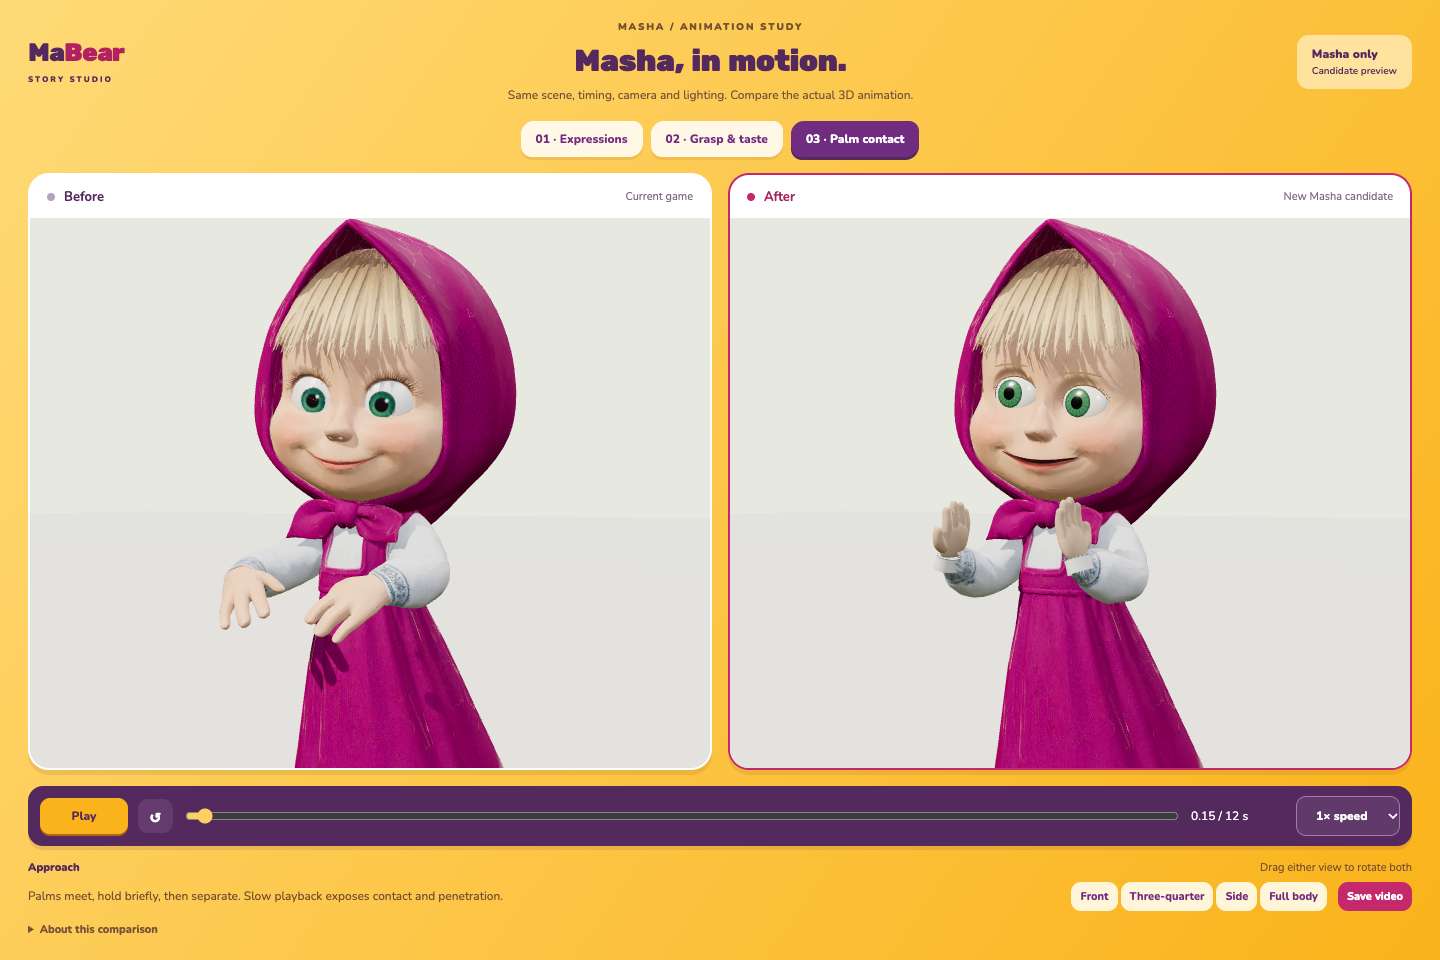 MASHA / ANIMATION STUDY
MaBear
STORY STUDIO
Masha, in motion.
Same scene, timing, camera and lighting. Compare the actual 3D animation.
Masha only
Candidate preview
01 · Expressions
02 · Grasp & taste
03 · Palm contact
Before
Current game
After
New Masha candidate
Play
↺
0.15 / 12 s
1× speed
Approach
Drag either view to rotate both
Palms meet, hold briefly, then separate. Slow playback exposes contact and penetration.
Front
Three-quarter
Side
Full body
Save video
About this comparison